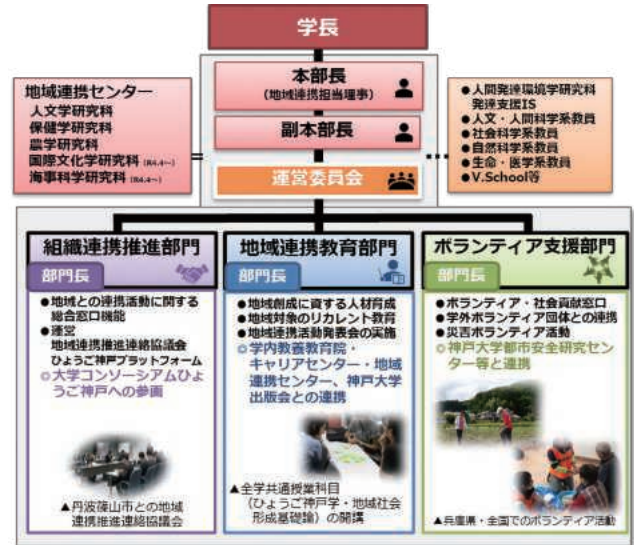 学長
本部長
（地域連携担当理事）
副本部長
運営委員会
地域連携センター
人文学研究科
保健学研究科
農学研究科
国際文化学研究科（R4.4～）
海事科学研究科（R4.4～）
=
…
●人間発達環境学研究科
発達支援IS
●人文・人間科学系教員
●社会科学系教員
●自然科学系教員
●生命・医学系教員
●V.School等
組織連携推進部門
部門長
●地域との連携活動に関する
総合窓口機能
●運営
地域連携推進連絡協議会
ひょうご神戸プラットフォーム
◎大学コンソーシアムひょ
うご神戸への参画
▲丹波篠山市との地域
連携推進連絡協議会
地域連携教育部門
部門長
●地域創成に資する人材育成
●地域対象のリカレント教育
●地域連携活動発表会の実施
◎学内教養教育院・
キャリアセンター・地域
連携センター、神戸大学
出版会との連携
▲全学共通授業科目
（ひょうご神戸学・地域社会
形成基礎論）の開講
ボランティア支援部門
部門長
●ボランティア・社会貢献窓口
●学外ボランティア団体との連携
●災害ボランティア活動
◎神戸大学都市安全研究セン
ター等と連携
▲兵庫県・全国でのボランティア活動